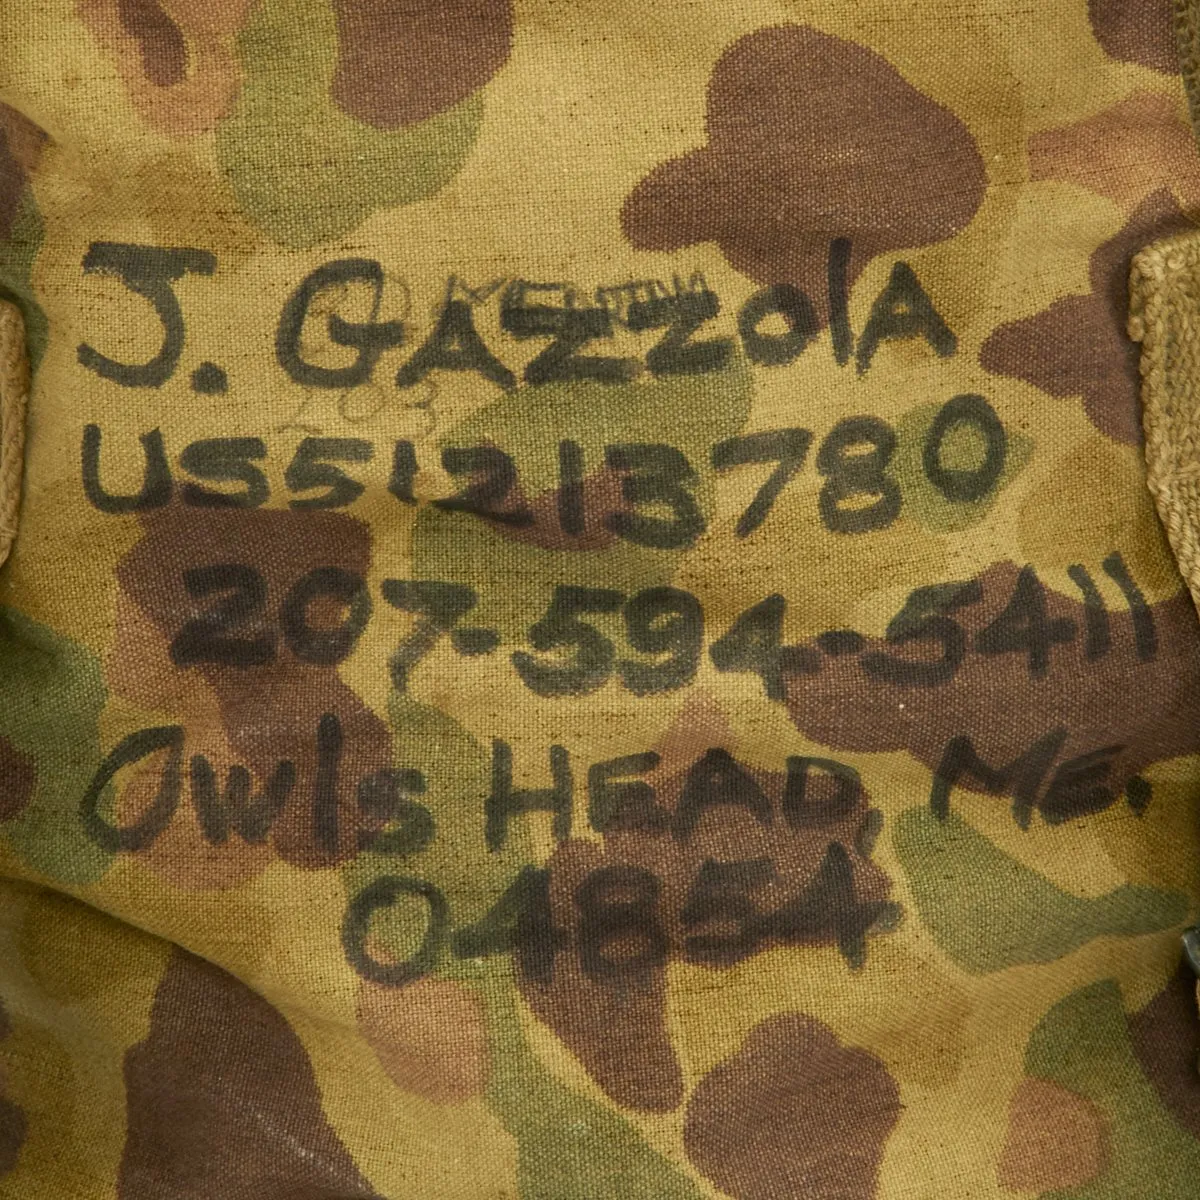 J. GAZZolA
US51213780
207-594-5411
Owls HEAD, ME.
04854